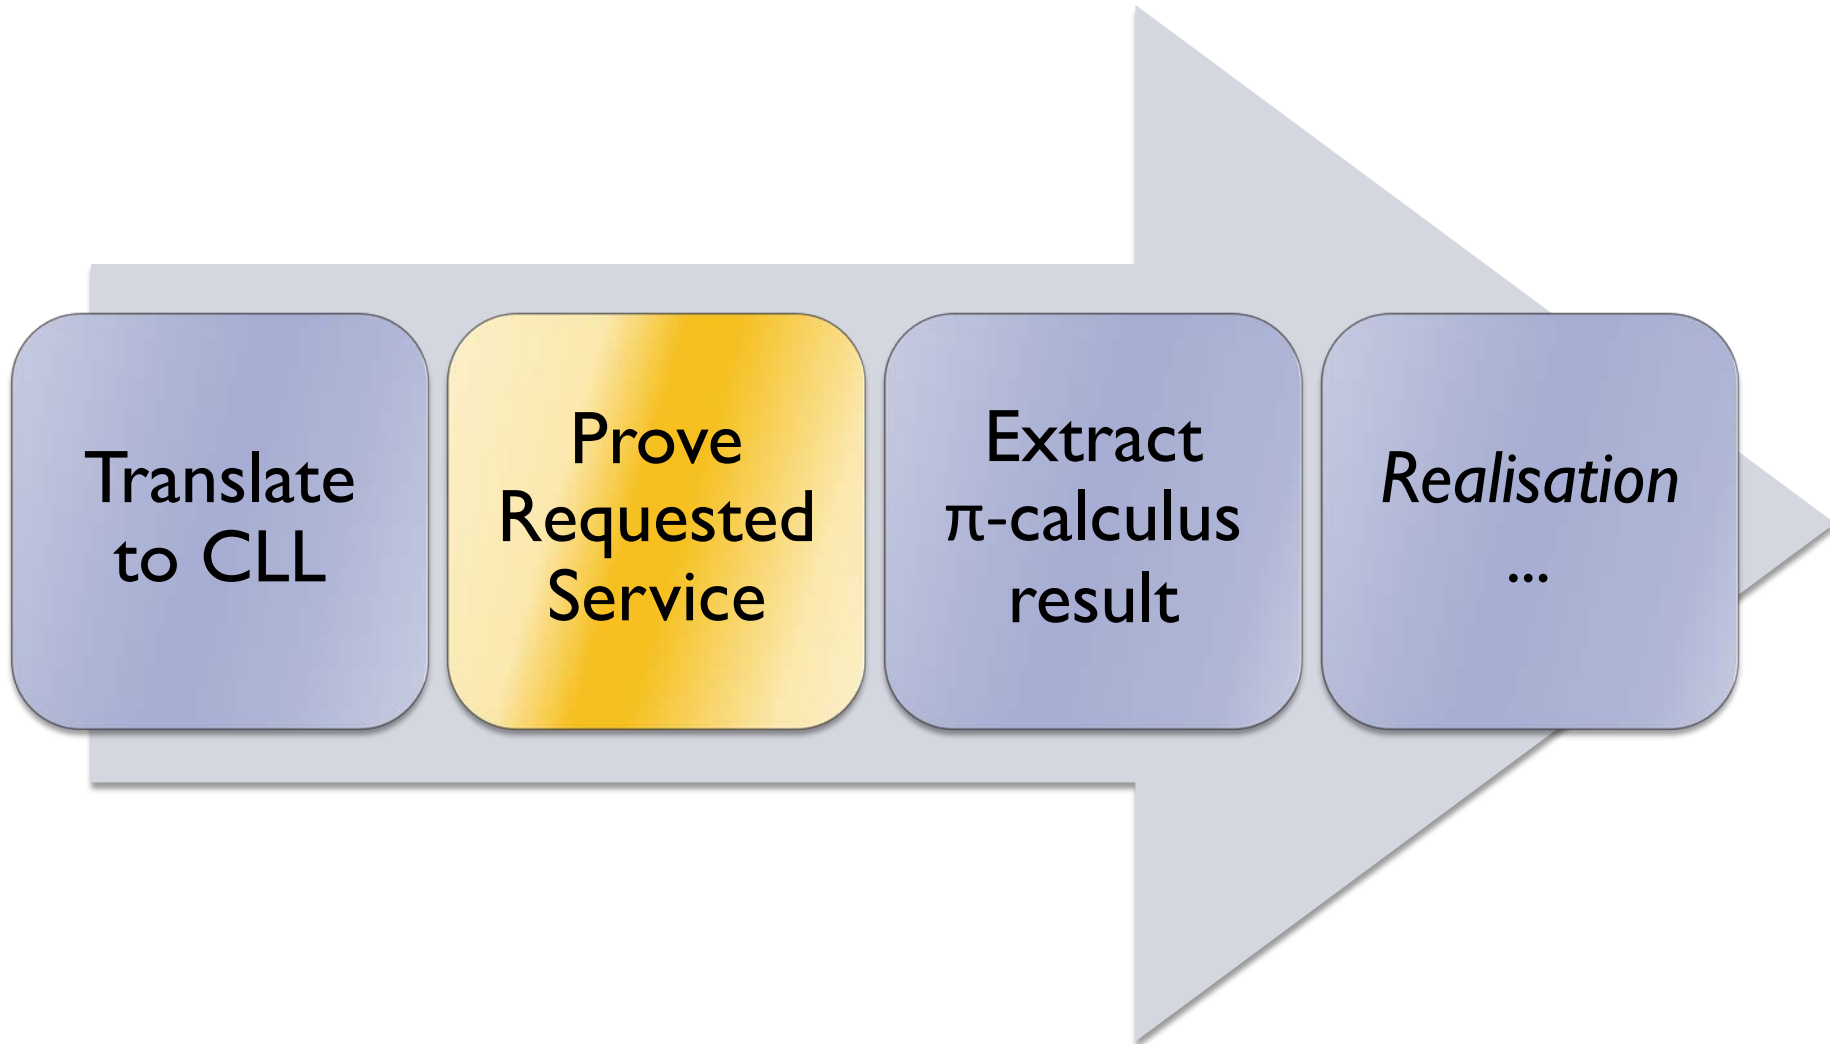 Translate
to CLL
Prove
Requested
Service
Extract
π-calculus
result
Realisation
...